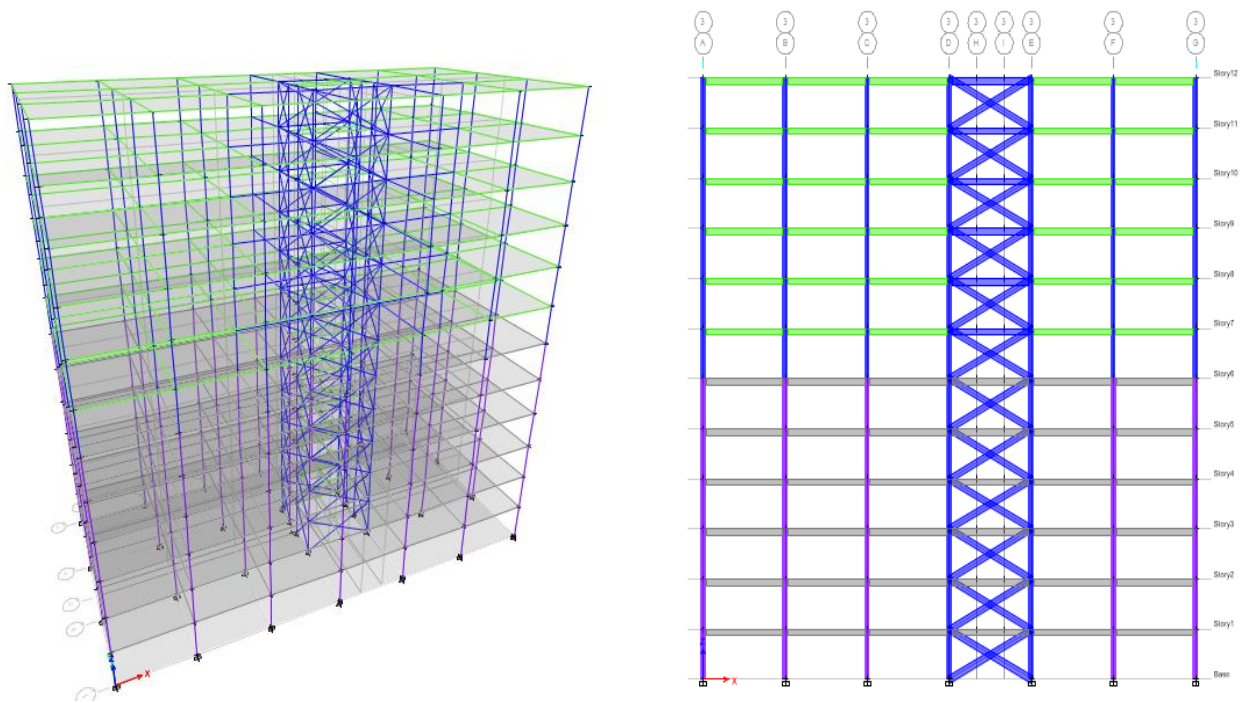 3 3 3 3 3 3 3 3 3
A B C D H I E F G
Story12
Story11
Story10
Story9
Story8
Story7
Story6
Story5
Story4
Story3
Story2
Story1
Base
Z
X
X